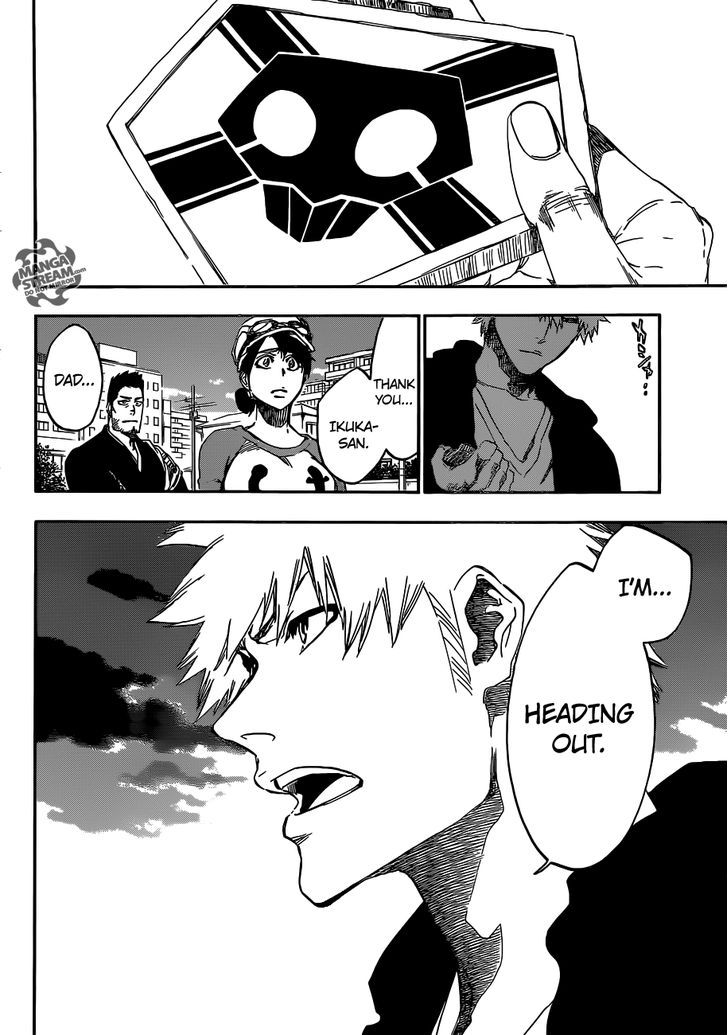 MANGA
STREAM.com
DO NOT MIRROR
THANK
YOU...
IKUKA-
SAN.
DAD...
I'M...
HEADING
OUT.